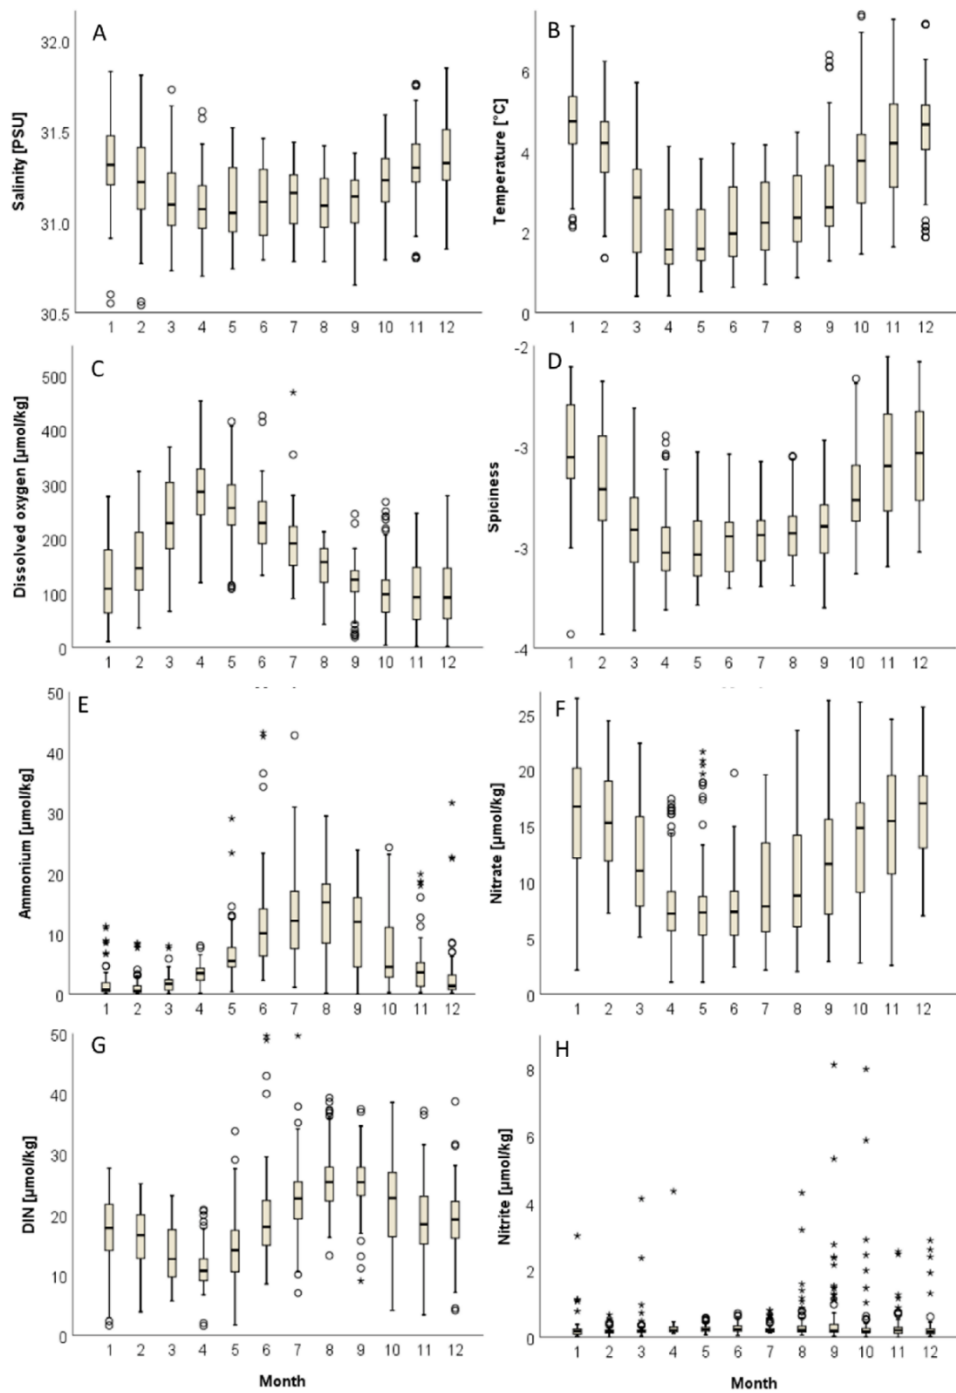 A
32.0
31.5
31.0
30.5
Salinity [PSU]
1 2 3 4 5 6 7 8 9 10 11 12
B
6
4
2
0
Temperature [°C]
1 2 3 4 5 6 7 8 9 10 11 12
C
500
400
300
200
100
0
Dissolved oxygen [µmol/kg]
1 2 3 4 5 6 7 8 9 10 11 12
D
-2
-3
-3
-4
Spiciness
1 2 3 4 5 6 7 8 9 10 11 12
E
50
40
30
20
10
0
Ammonium [µmol/kg]
1 2 3 4 5 6 7 8 9 10 11 12
F
25
20
15
10
5
0
Nitrate [µmol/kg]
1 2 3 4 5 6 7 8 9 10 11 12
G
50
40
30
20
10
0
DIN [µmol/kg]
1 2 3 4 5 6 7 8 9 10 11 12
Month
H
8
6
4
2
0
Nitrite [µmol/kg]
1 2 3 4 5 6 7 8 9 10 11 12
Month